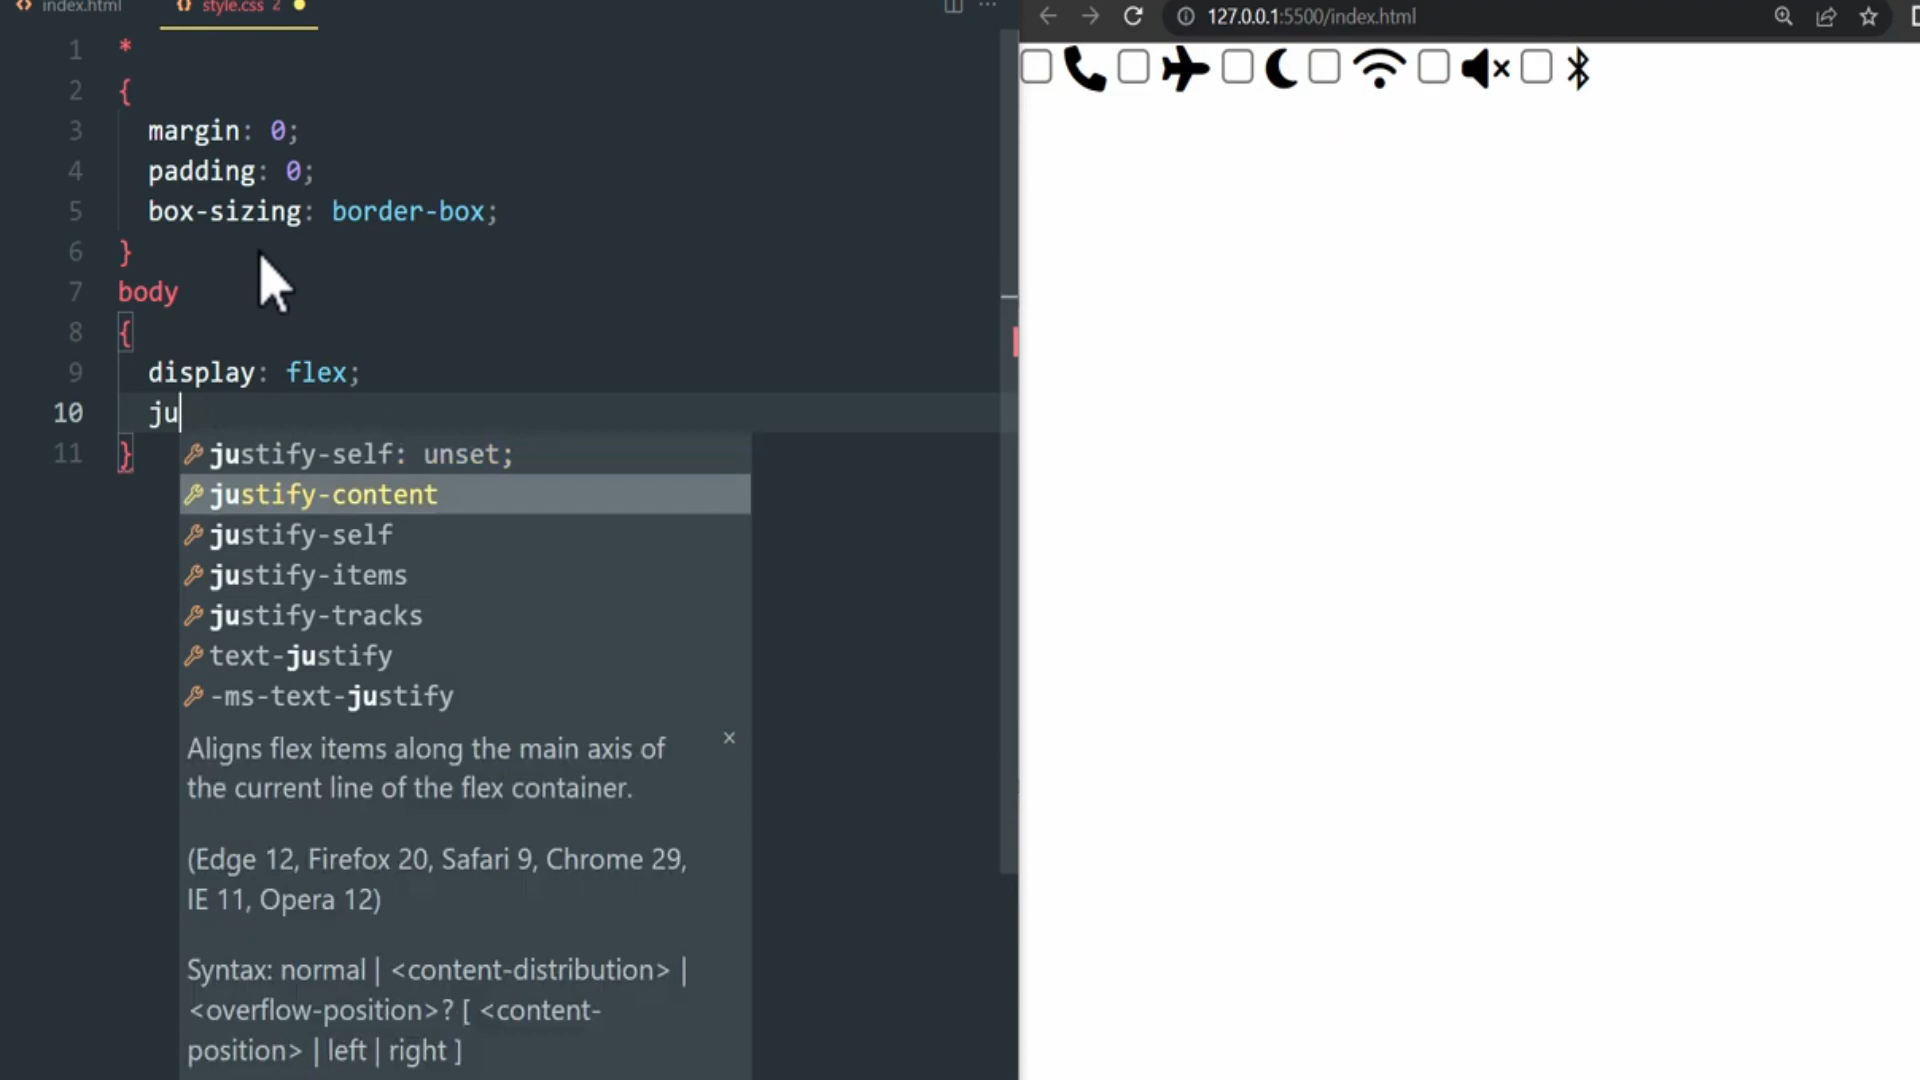 index.html
style.css 2
1 *
2 {
3 margin: 0;
4 padding: 0;
5 box-sizing: border-box;
6 }
7 body
8 {
9 display: flex;
10 ju
11 }
justify-self: unset;
justify-content
justify-self
justify-items
justify-tracks
text-justify
-ms-text-justify
Aligns flex items along the main axis of
the current line of the flex container.
(Edge 12, Firefox 20, Safari 9, Chrome 29,
IE 11, Opera 12)
Syntax: normal | <content-distribution> |
<overflow-position>? [ <content-
position> | left | right ]
127.0.0.1:5500/index.html